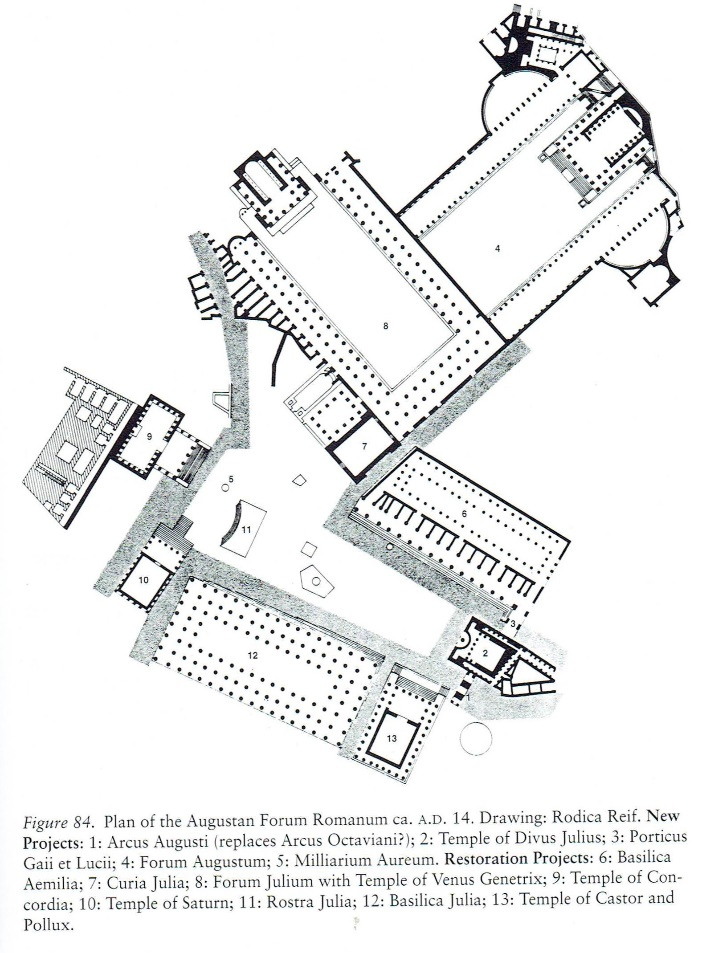 4
8
7
9
6
5
11
10
3
2
12
1
13
Figure 84. Plan of the Augustan Forum Romanum ca. A.D. 14. Drawing: Rodica Reif. New
Projects: 1: Arcus Augusti (replaces Arcus Octaviani?); 2: Temple of Divus Julius; 3: Porticus
Gaii et Lucii; 4: Forum Augustum; 5: Milliarium Aureum. Restoration Projects: 6: Basilica
Aemilia; 7: Curia Julia; 8: Forum Julium with Temple of Venus Genetrix; 9: Temple of Con-
cordia; 10: Temple of Saturn; 11: Rostra Julia; 12: Basilica Julia; 13: Temple of Castor and
Pollux.